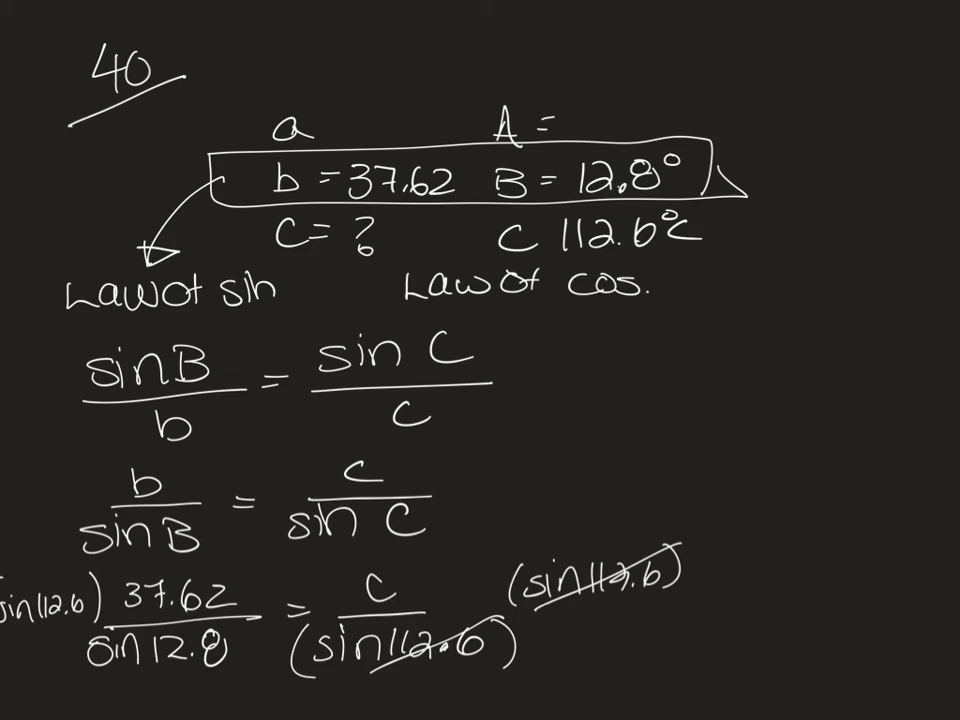 40
a A =
b = 37.62 B = 12.8°
C = ? C 112.6°C
Law of sin Law of cos.
sin B / b = sin C / c
b / sin B = c / sin C
sin 112.6) 37.62 / sin 12.8 = c / (sin 112.6) (sin 112.6)